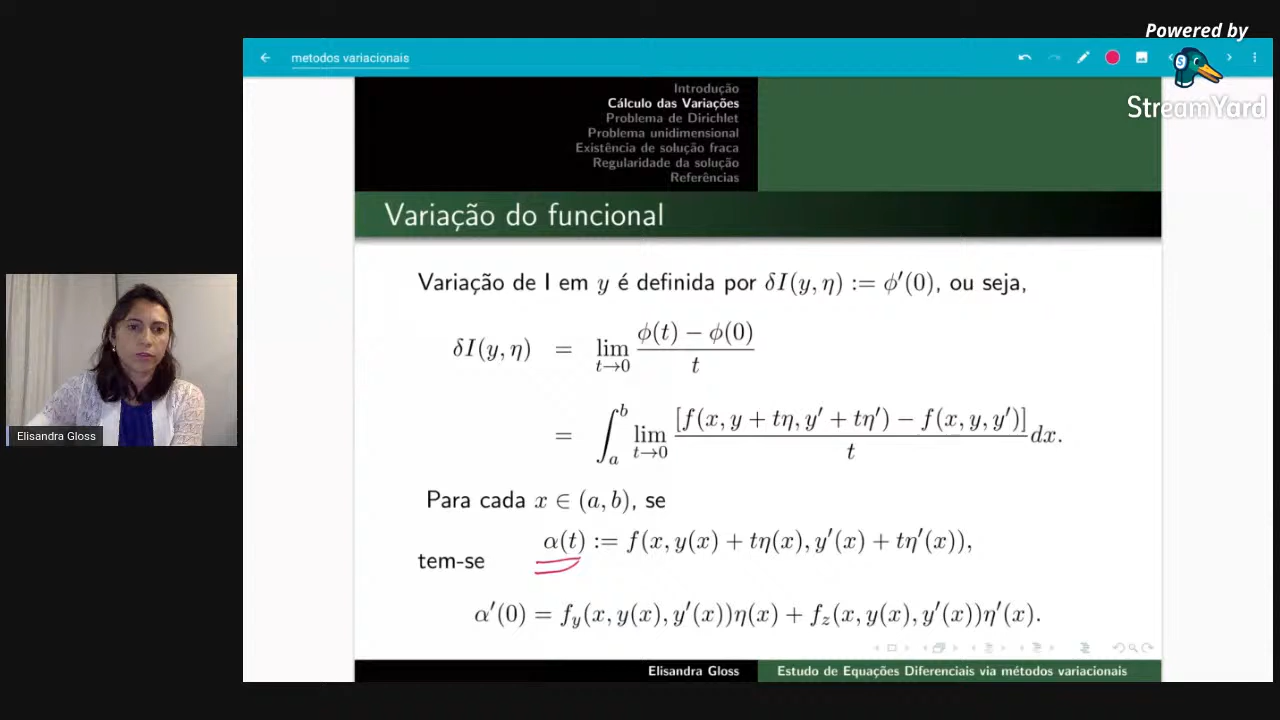 Powered by
StreamYard
metodos variacionais
Introdução
Cálculo das Variações
Problema de Dirichlet
Problema unidimensional
Existência de solução fraca
Regularidade da solução
Referências
Variação do funcional
Variação de I em y é definida por δI(y, η) := ϕ′(0), ou seja,
δI(y, η) = lim t→0 ϕ(t) − ϕ(0) / t
= ∫ₐᵇ lim t→0 [f(x, y + tη, y′ + tη′) − f(x, y, y′)] / t dx.
Para cada x ∈ (a, b), se
α(t) := f(x, y(x) + tη(x), y′(x) + tη′(x)),
tem-se
α′(0) = f_y(x, y(x), y′(x))η(x) + f_z(x, y(x), y′(x))η′(x).
Elisandra Gloss
Elisandra Gloss Estudo de Equações Diferenciais via métodos variacionais